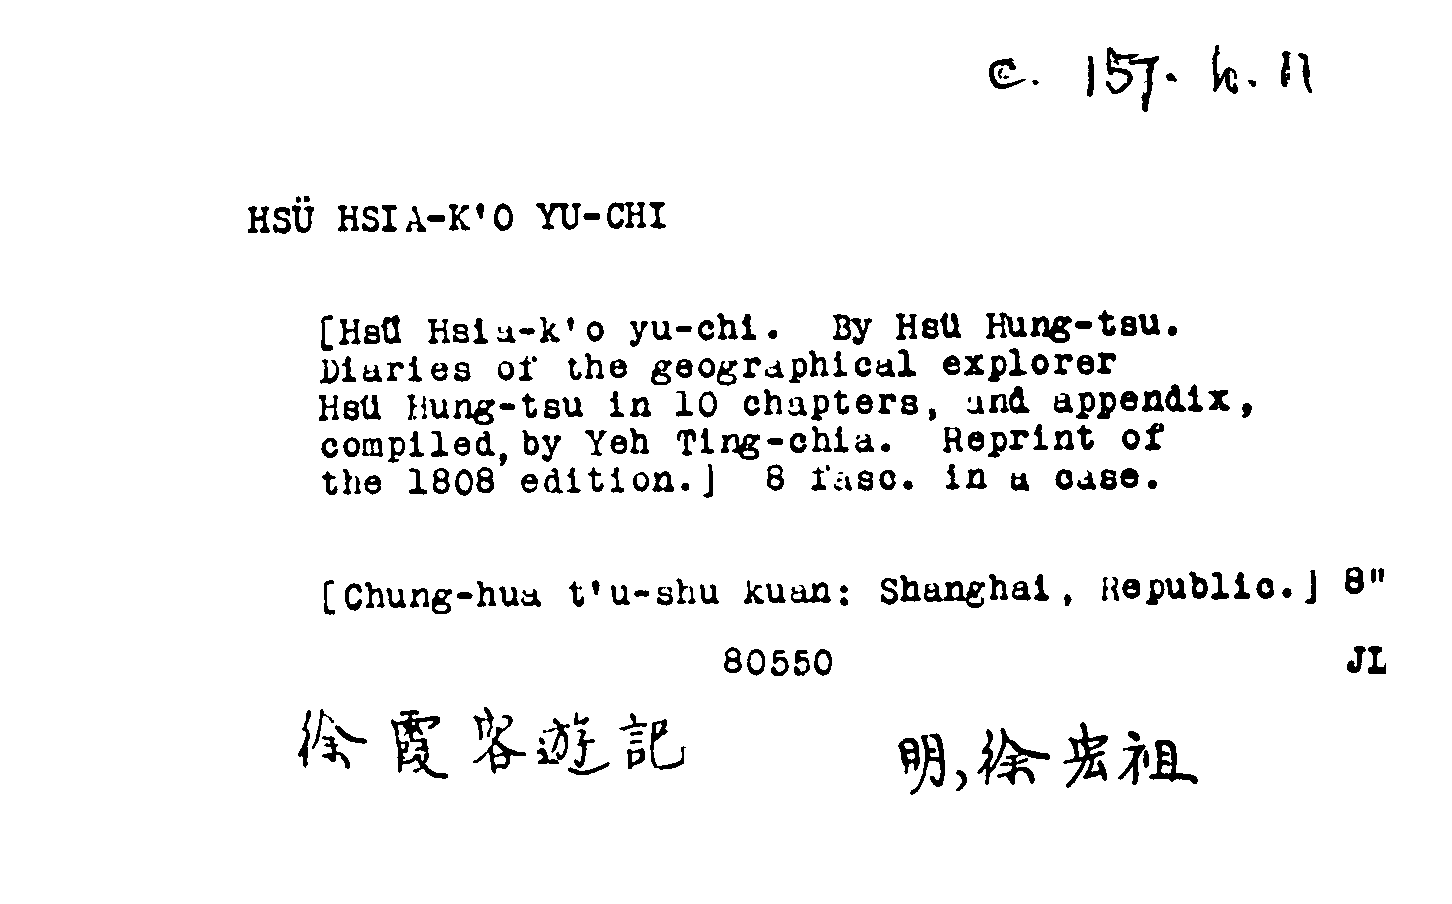 C. 157. k. 11
HSÜ HSIA-K'O YU-CHI
[Hsü Hsia-k'o yu-chi. By Hsü Hung-tsu.
Diaries of the geographical explorer
Hsü Hung-tsu in 10 chapters, and appendix,
compiled, by Yeh Ting-chia. Reprint of
the 1808 edition.] 8 fasc. in a case.
[Chung-hua t'u-shu kuan: Shanghai, Republic.] 8"
80550 JL
徐霞客遊記 明,徐宏祖